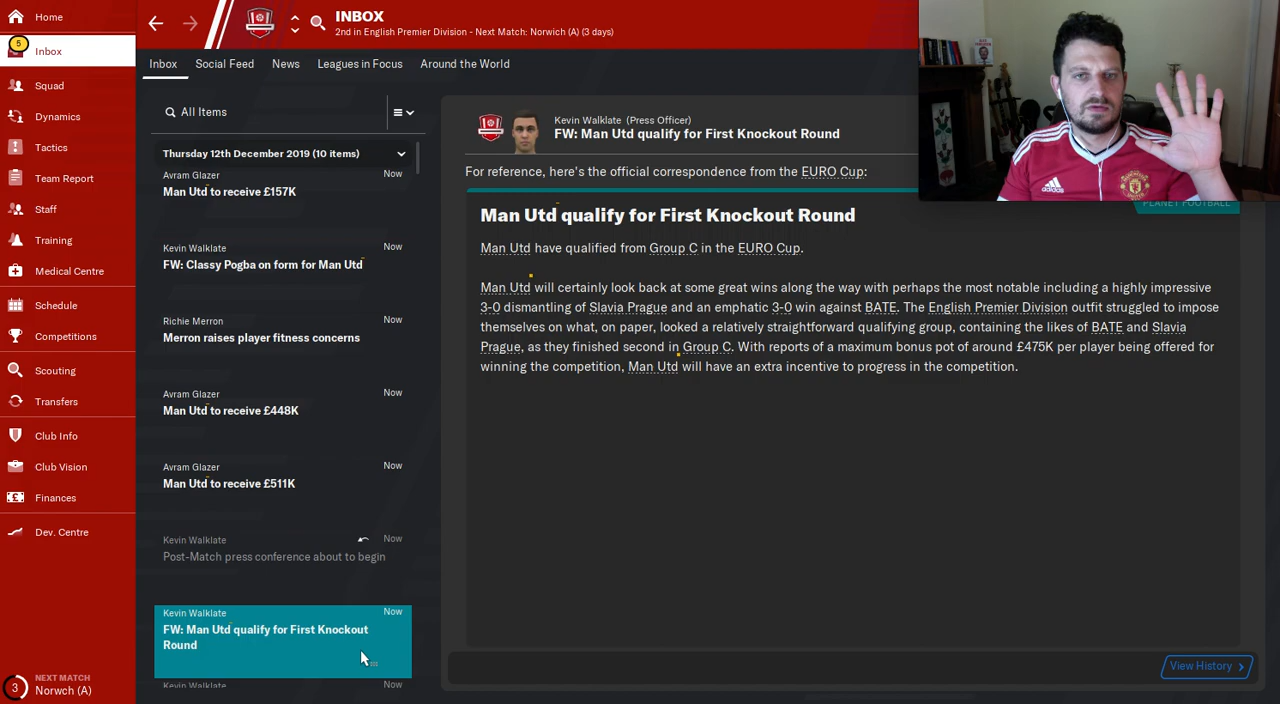 Home
5
Inbox
Squad
Dynamics
Tactics
Team Report
Staff
Training
Medical Centre
Schedule
Competitions
Scouting
Transfers
Club Info
Club Vision
Finances
Dev. Centre
3
NEXT MATCH
Norwch (A)
INBOX
2nd in English Premier Division - Next Match: Norwich (A) (3 days)
Inbox
Social Feed
News
Leagues in Focus
Around the World
All Items
Thursday 12th December 2019 (10 items)
Avram Glazer
Now
Man Utd to receive £157K
Kevin Walklate
Now
FW: Classy Pogba on form for Man Utd
Richie Merron
Now
Merron raises player fitness concerns
Avram Glazer
Now
Man Utd to receive £448K
Avram Glazer
Now
Man Utd to receive £511K
Kevin Walklate
Now
Post-Match press conference about to begin
Kevin Walklate
Now
FW: Man Utd qualify for First Knockout
Round
Kevin Walklate
Now
Kevin Walklate (Press Officer)
FW: Man Utd qualify for First Knockout Round
For reference, here's the official correspondence from the EURO Cup:
PLANET FOOTBALL
Man Utd qualify for First Knockout Round
Man Utd have qualified from Group C in the EURO Cup.
Man Utd will certainly look back at some great wins along the way with perhaps the most notable including a highly impressive
3-0 dismantling of Slavia Prague and an emphatic 3-0 win against BATE. The English Premier Division outfit struggled to impose
themselves on what, on paper, looked a relatively straightforward qualifying group, containing the likes of BATE and Slavia
Prague, as they finished second in Group C. With reports of a maximum bonus pot of around £475K per player being offered for
winning the competition, Man Utd will have an extra incentive to progress in the competition.
View History
adidas